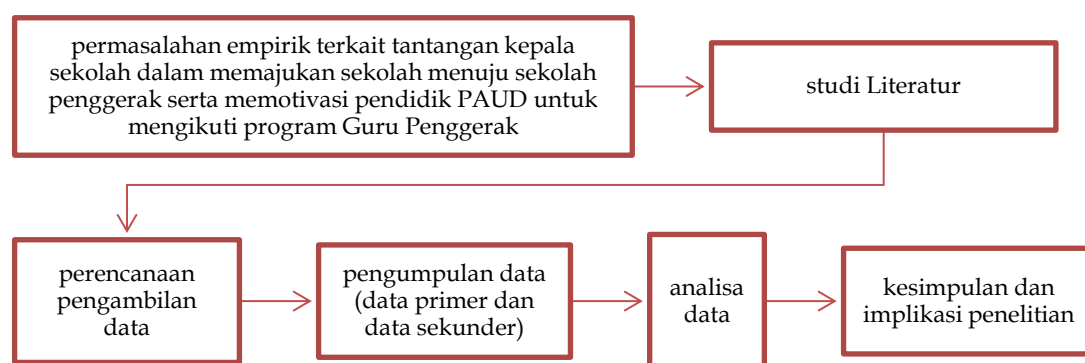 permasalahan empirik terkait tantangan kepala
sekolah dalam memajukan sekolah menuju sekolah
penggerak serta memotivasi pendidik PAUD untuk
mengikuti program Guru Penggerak
studi Literatur
perencanaan
pengambilan
data
pengumpulan data
(data primer dan
data sekunder)
analisa
data
kesimpulan dan
implikasi penelitian